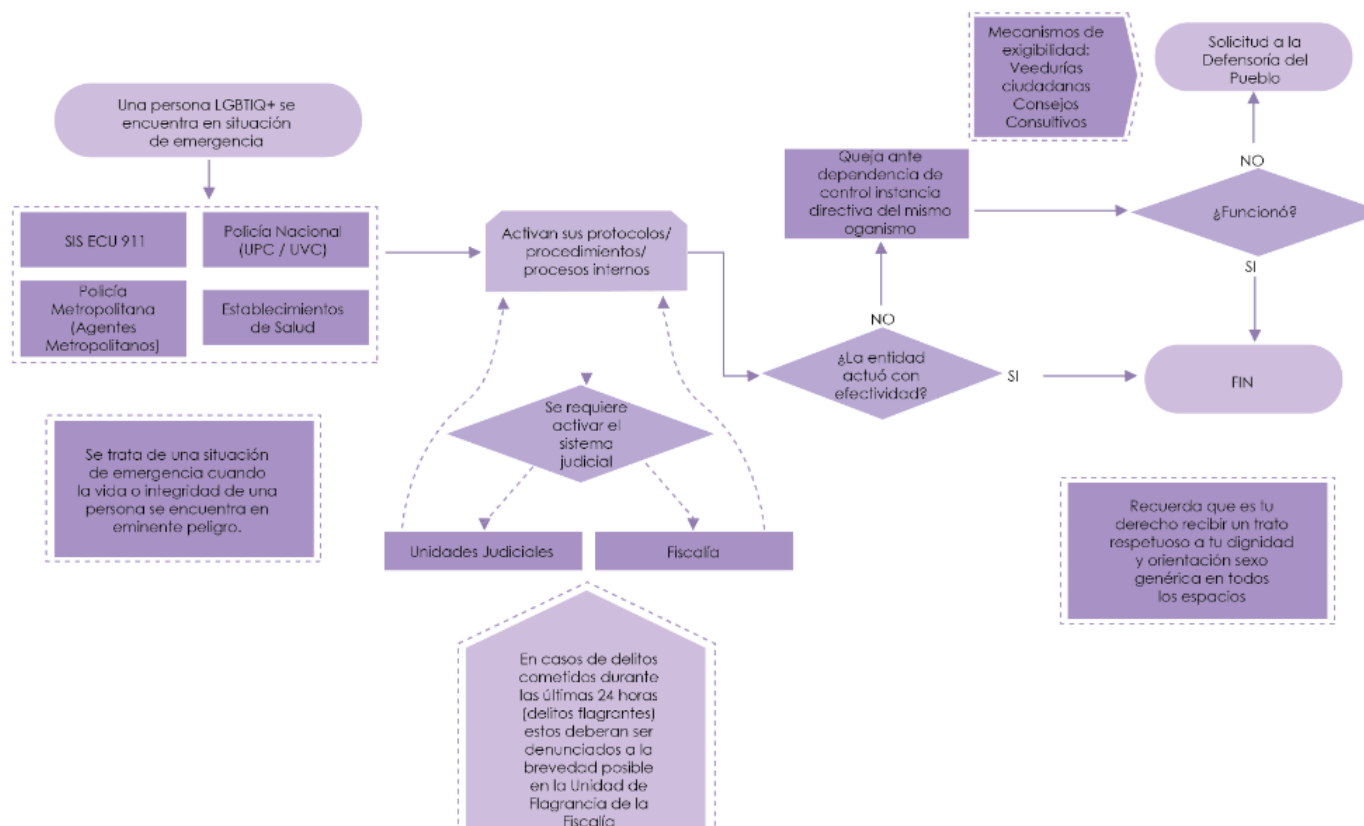 Una persona LGBTIQ+ se
encuentra en situación
de emergencia
SIS ECU 911
Policía Nacional
(UPC / UVC)
Policía
Metropolitana
(Agentes
Metropolitanos)
Establecimientos
de Salud
Se trata de una situación
de emergencia cuando
la vida o integridad de una
persona se encuentra en
eminente peligro.
Activan sus protocolos/
procedimientos/
procesos internos
Se requiere
activar el
sistema
judicial
Unidades Judiciales
Fiscalía
En casos de delitos
cometidos durante
las últimas 24 horas
(delitos flagrantes)
estos deberan ser
denunciados a la
brevedad posible
en la Unidad de
Flagrancia de la
Fiscalía
¿La entidad
actuó con
efectividad?
NO
SI
Queja ante
dependencia de
control instancia
directiva del mismo
oganismo
Mecanismos de
exigibilidad:
Veedurías
ciudadanas
Consejos
Consultivos
Solicitud a la
Defensoría del
Pueblo
NO
¿Funcionó?
SI
FIN
Recuerda que es tu
derecho recibir un trato
respetuoso a tu dignidad
y orientación sexo
genérica en todos
los espacios